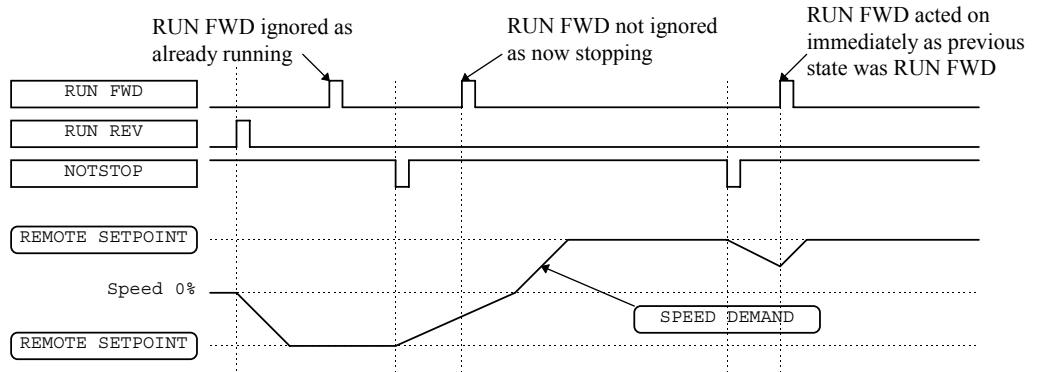 RUN FWD ignored as
already running
RUN FWD not ignored
as now stopping
RUN FWD acted on
immediately as previous
state was RUN FWD
RUN FWD
RUN REV
NOTSTOP
REMOTE SETPOINT
Speed 0%
SPEED DEMAND
REMOTE SETPOINT